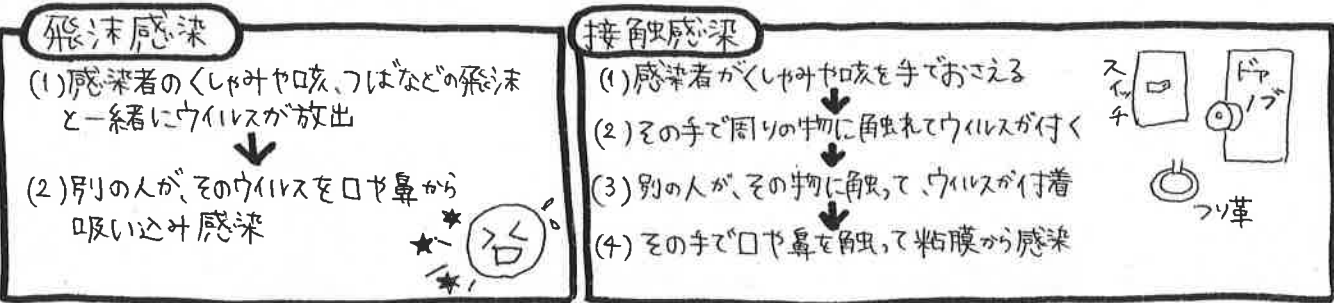 飛沫感染
(1)感染者のくしゃみや咳、つばなどの飛沫
と一緒にウイルスが放出
(2)別の人が、そのウイルスを口や鼻から
吸い込み感染
接触感染
(1)感染者がくしゃみや咳を手でおさえる
(2)その手で周りの物に触れてウイルスが付く
(3)別の人が、その物に触って、ウイルスが付着
(4)その手で口や鼻を触って粘膜から感染
スイッチ
ドア
ノブ
つり革